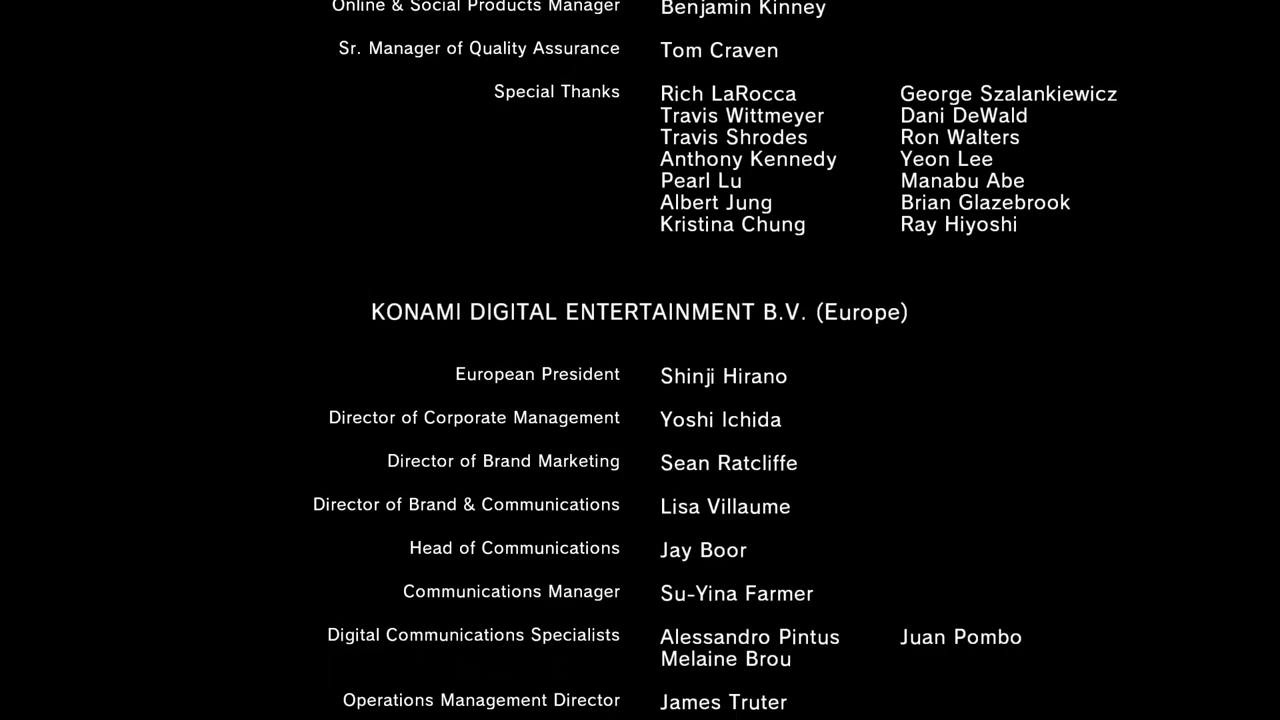 Online & Social Products Manager Benjamin Kinney
Sr. Manager of Quality Assurance Tom Craven
Special Thanks Rich LaRocca George Szalankiewicz
Travis Wittmeyer Dani DeWald
Travis Shrodes Ron Walters
Anthony Kennedy Yeon Lee
Pearl Lu Manabu Abe
Albert Jung Brian Glazebrook
Kristina Chung Ray Hiyoshi
KONAMI DIGITAL ENTERTAINMENT B.V. (Europe)
European President Shinji Hirano
Director of Corporate Management Yoshi Ichida
Director of Brand Marketing Sean Ratcliffe
Director of Brand & Communications Lisa Villaume
Head of Communications Jay Boor
Communications Manager Su-Yina Farmer
Digital Communications Specialists Alessandro Pintus Juan Pombo
Melaine Brou
Operations Management Director James Truter